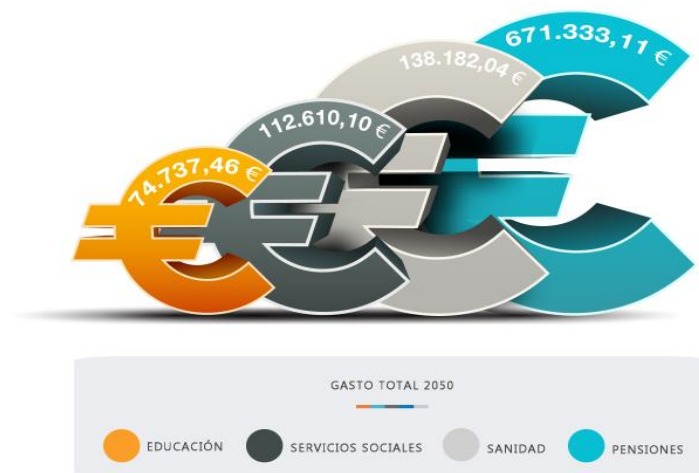 671.333,11 €
138.182,04 €
112.610,10 €
74.737,46 €
GASTO TOTAL 2050
EDUCACIÓN
SERVICIOS SOCIALES
SANIDAD
PENSIONES